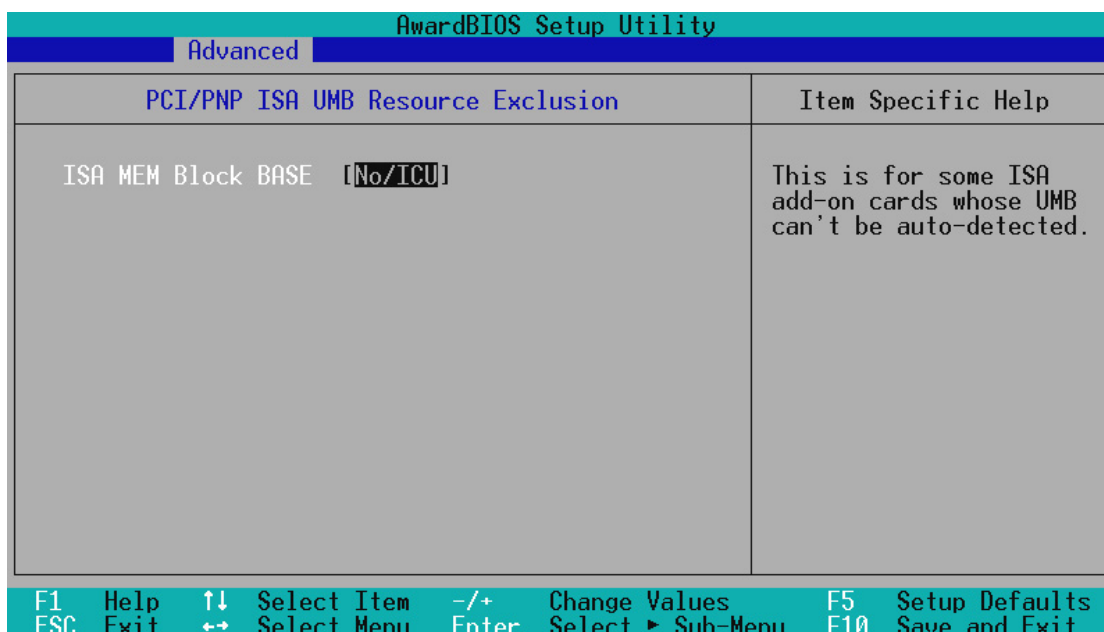 AwardBIOS Setup Utility
Advanced
PCI/PNP ISA UMB Resource Exclusion
Item Specific Help
ISA MEM Block BASE [No/ICU]
This is for some ISA
add-on cards whose UMB
can't be auto-detected.
F1 Help ↑↓ Select Item -/+ Change Values F5 Setup Defaults
ESC Exit ←→ Select Menu Enter Select ► Sub-Menu F10 Save and Exit